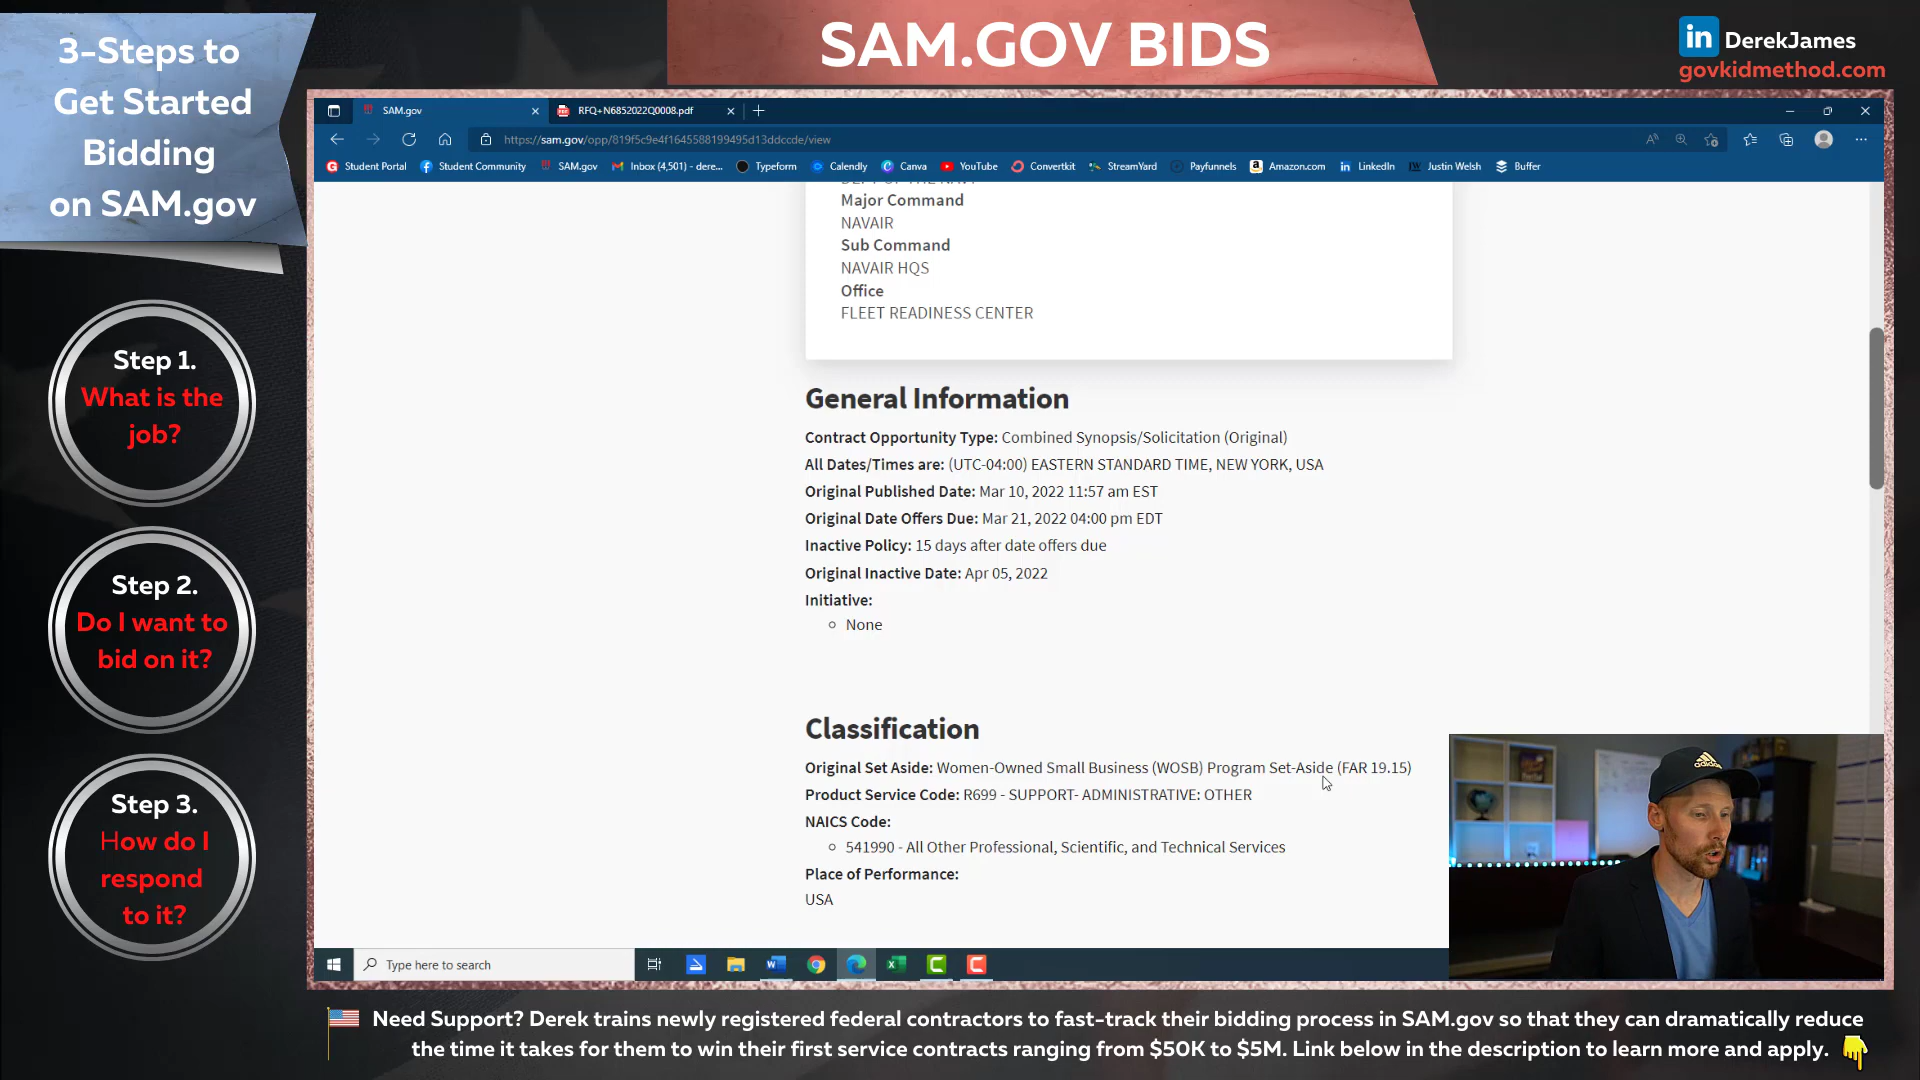 3-Steps to
Get Started
Bidding
on SAM.gov
SAM.GOV BIDS
in DerekJames
govkidmethod.com
SAM.gov
RFQ+N6852022Q0008.pdf
https://sam.gov/opp/819f5c9e4f1645588199495d13ddccde/view
Student Portal
Student Community
SAM.gov
Inbox (4,501) - dere...
Typeform
Calendly
Canva
YouTube
Convertkit
StreamYard
Payfunnels
Amazon.com
LinkedIn
Justin Welsh
Buffer
DEPT OF THE NAVY
Major Command
NAVAIR
Sub Command
NAVAIR HQS
Office
FLEET READINESS CENTER
General Information
Contract Opportunity Type: Combined Synopsis/Solicitation (Original)
All Dates/Times are: (UTC-04:00) EASTERN STANDARD TIME, NEW YORK, USA
Original Published Date: Mar 10, 2022 11:57 am EST
Original Date Offers Due: Mar 21, 2022 04:00 pm EDT
Inactive Policy: 15 days after date offers due
Original Inactive Date: Apr 05, 2022
Initiative:
None
Classification
Original Set Aside: Women-Owned Small Business (WOSB) Program Set-Aside (FAR 19.15)
Product Service Code: R699 - SUPPORT- ADMINISTRATIVE: OTHER
NAICS Code:
541990 - All Other Professional, Scientific, and Technical Services
Place of Performance:
USA
Step 1.
What is the
job?
Step 2.
Do I want to
bid on it?
Step 3.
How do I
respond
to it?
Type here to search
adidas
Need Support? Derek trains newly registered federal contractors to fast-track their bidding process in SAM.gov so that they can dramatically reduce
the time it takes for them to win their first service contracts ranging from $50K to $5M. Link below in the description to learn more and apply.